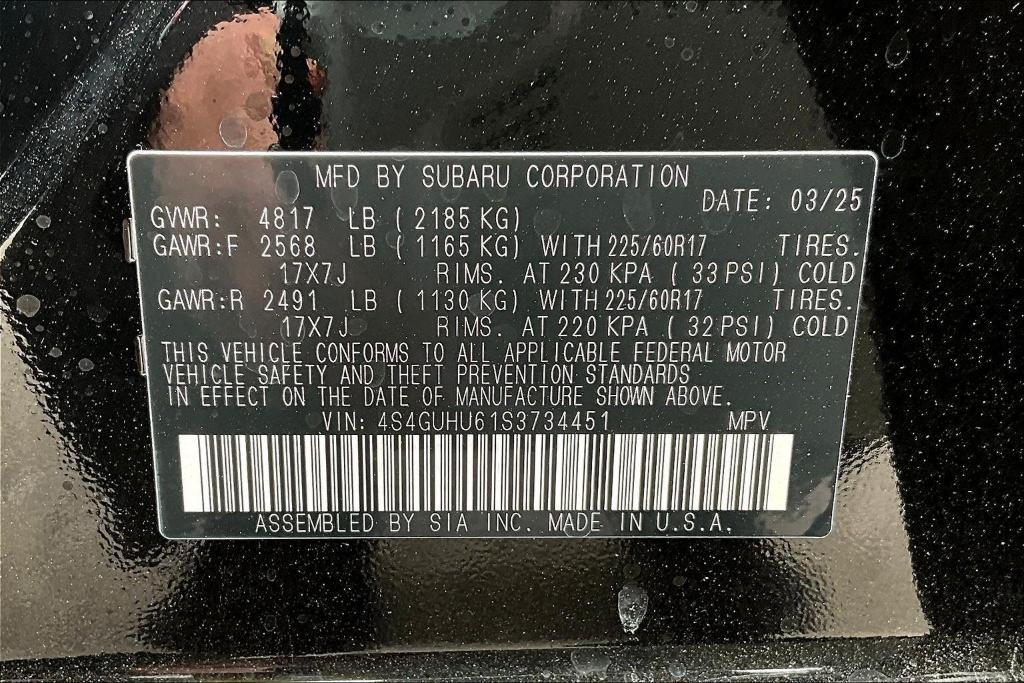 MFD BY SUBARU CORPORATION
DATE: 03/25
GVWR: 4817 LB ( 2185 KG)
GAWR:F 2568 LB ( 1165 KG) WITH 225/60R17 TIRES.
17X7J RIMS. AT 230 KPA ( 33 PSI) COLD
GAWR:R 2491 LB ( 1130 KG) WITH 225/60R17 TIRES.
17X7J RIMS. AT 220 KPA ( 32 PSI) COLD
THIS VEHICLE CONFORMS TO ALL APPLICABLE FEDERAL MOTOR
VEHICLE SAFETY AND THEFT PREVENTION STANDARDS
IN EFFECT ON THE DATE OF MANUFACTURE SHOWN ABOVE.
VIN: 4S4GUHU61S3734451 MPV
ASSEMBLED BY SIA INC. MADE IN U.S.A.